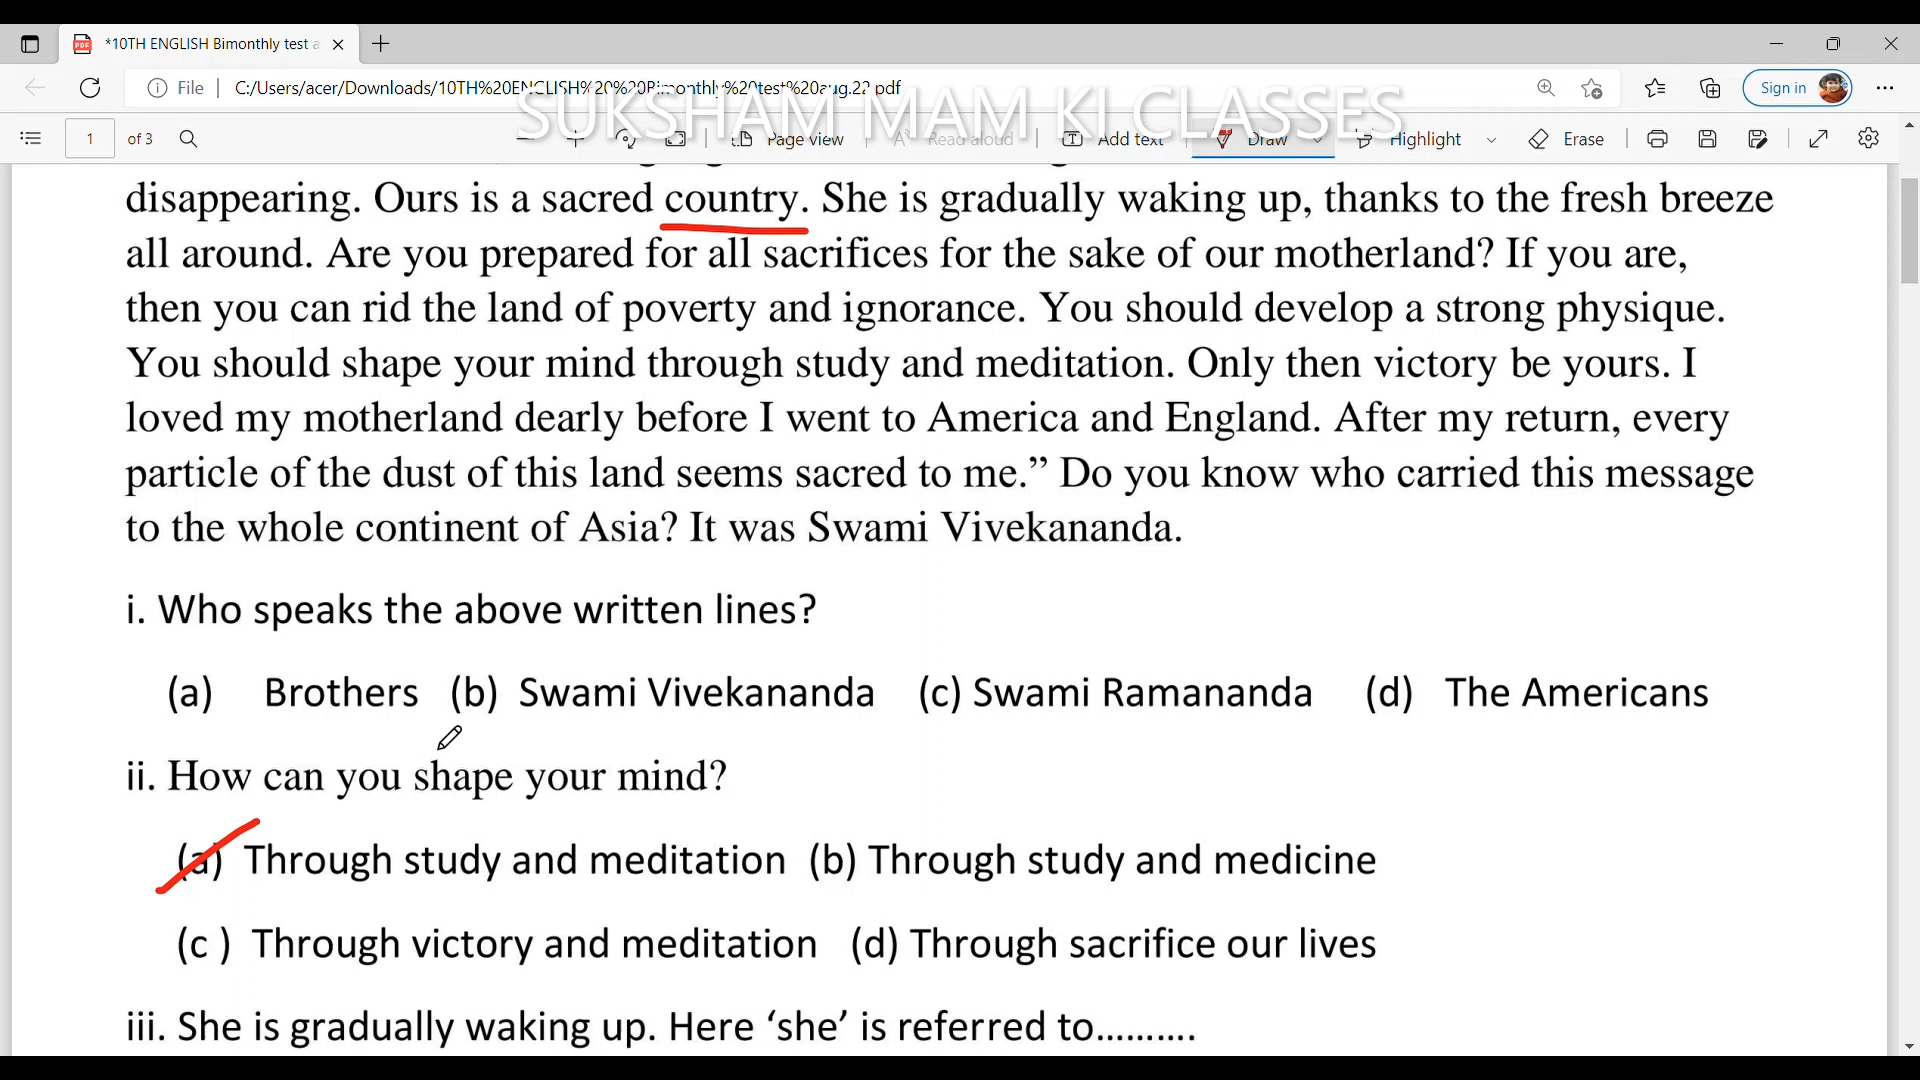 *10TH ENGLISH Bimonthly test a
File C:/Users/acer/Downloads/10TH%20ENGLISH%20%20Bimonthly%20test%20aug.22.pdf Sign in
SUKSHAM MAM KI CLASSES
1 of 3 Page view Read aloud Add text Draw Highlight Erase
disappearing. Ours is a sacred country. She is gradually waking up, thanks to the fresh breeze
all around. Are you prepared for all sacrifices for the sake of our motherland? If you are,
then you can rid the land of poverty and ignorance. You should develop a strong physique.
You should shape your mind through study and meditation. Only then victory be yours. I
loved my motherland dearly before I went to America and England. After my return, every
particle of the dust of this land seems sacred to me.” Do you know who carried this message
to the whole continent of Asia? It was Swami Vivekananda.
i. Who speaks the above written lines?
(a) Brothers (b) Swami Vivekananda (c) Swami Ramananda (d) The Americans
ii. How can you shape your mind?
(a) Through study and meditation (b) Through study and medicine
(c ) Through victory and meditation (d) Through sacrifice our lives
iii. She is gradually waking up. Here ‘she’ is referred to……….